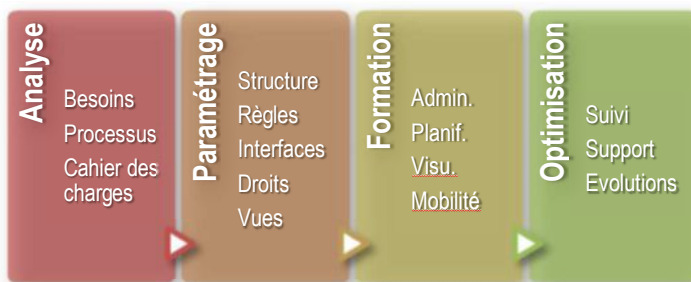 Analyse
Besoins
Processus
Cahier des
charges
Paramétrage
Structure
Règles
Interfaces
Droits
Vues
Formation
Admin.
Planif.
Visu.
Mobilité
Optimisation
Suivi
Support
Evolutions